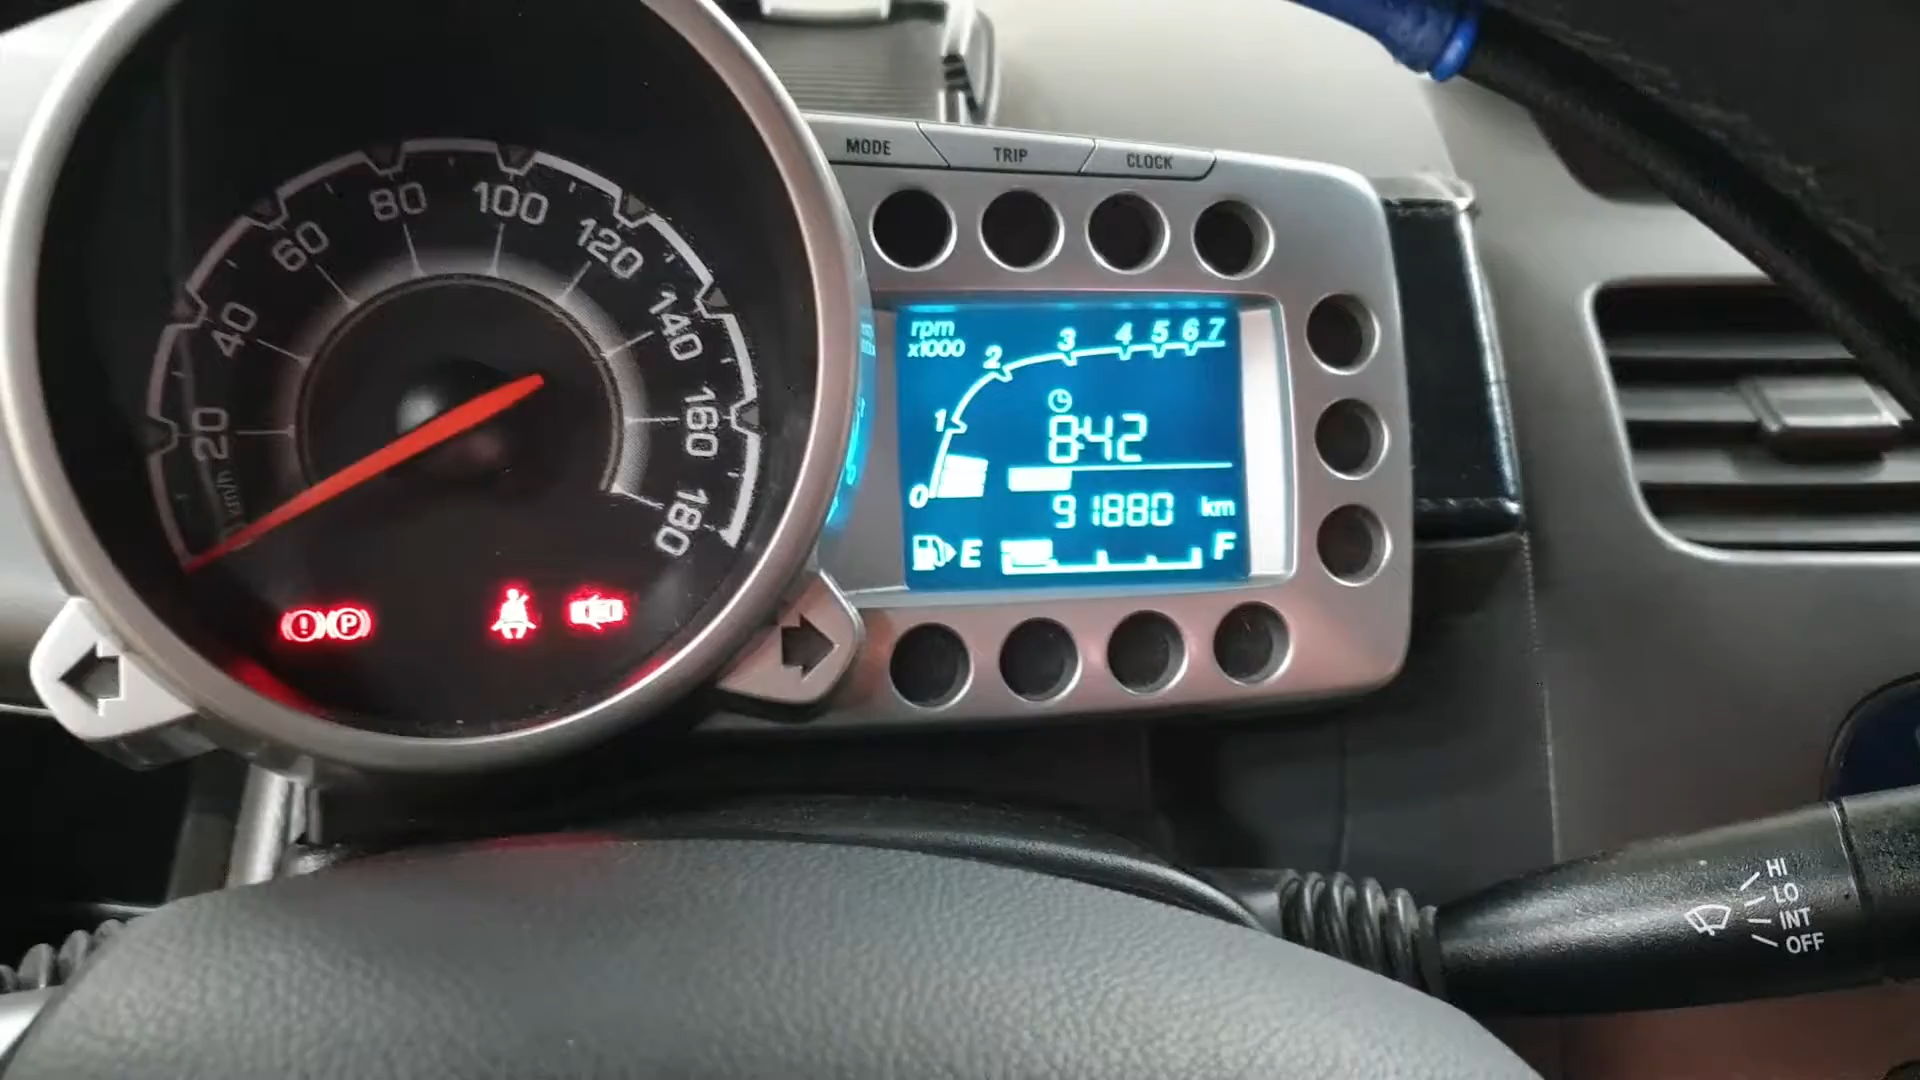 MODE TRIP CLOCK
20 40 60 80 100 120 140 160 180
km/h
rpm
x1000
0 1 2 3 4 5 6 7
8:42
91880 km
E F
! P
HI
LO
INT
OFF